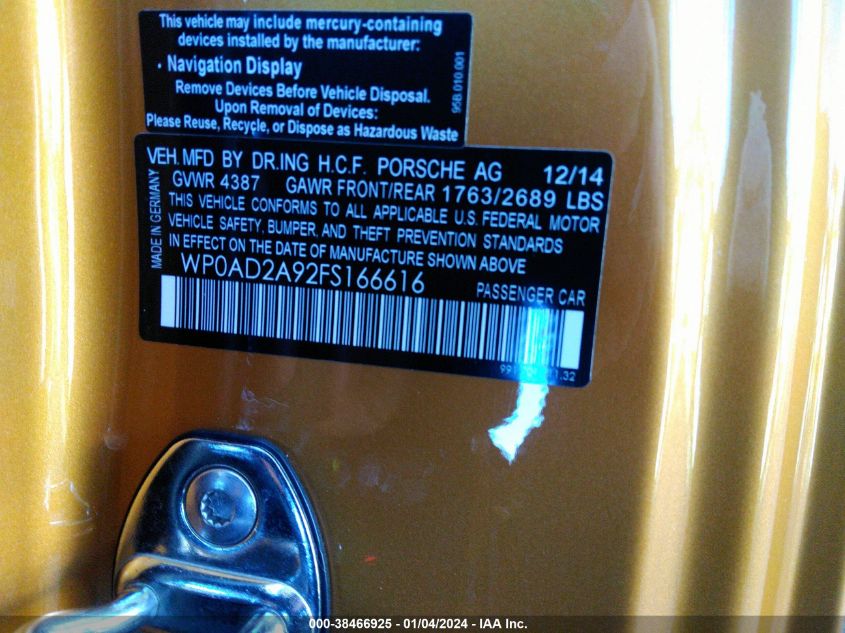 This vehicle may include mercury-containing
devices installed by the manufacturer:
• Navigation Display
Remove Devices Before Vehicle Disposal.
Upon Removal of Devices:
Please Reuse, Recycle, or Dispose as Hazardous Waste
95B.010.001
VEH. MFD BY DR.ING H.C.F. PORSCHE AG 12/14
GVWR 4387 GAWR FRONT/REAR 1763/2689 LBS
THIS VEHICLE CONFORMS TO ALL APPLICABLE U.S. FEDERAL MOTOR
VEHICLE SAFETY, BUMPER, AND THEFT PREVENTION STANDARDS
IN EFFECT ON THE DATE OF MANUFACTURE SHOWN ABOVE
MADE IN GERMANY
WP0AD2A92FS166616 PASSENGER CAR
000-38466925 - 01/04/2024 - IAA Inc.